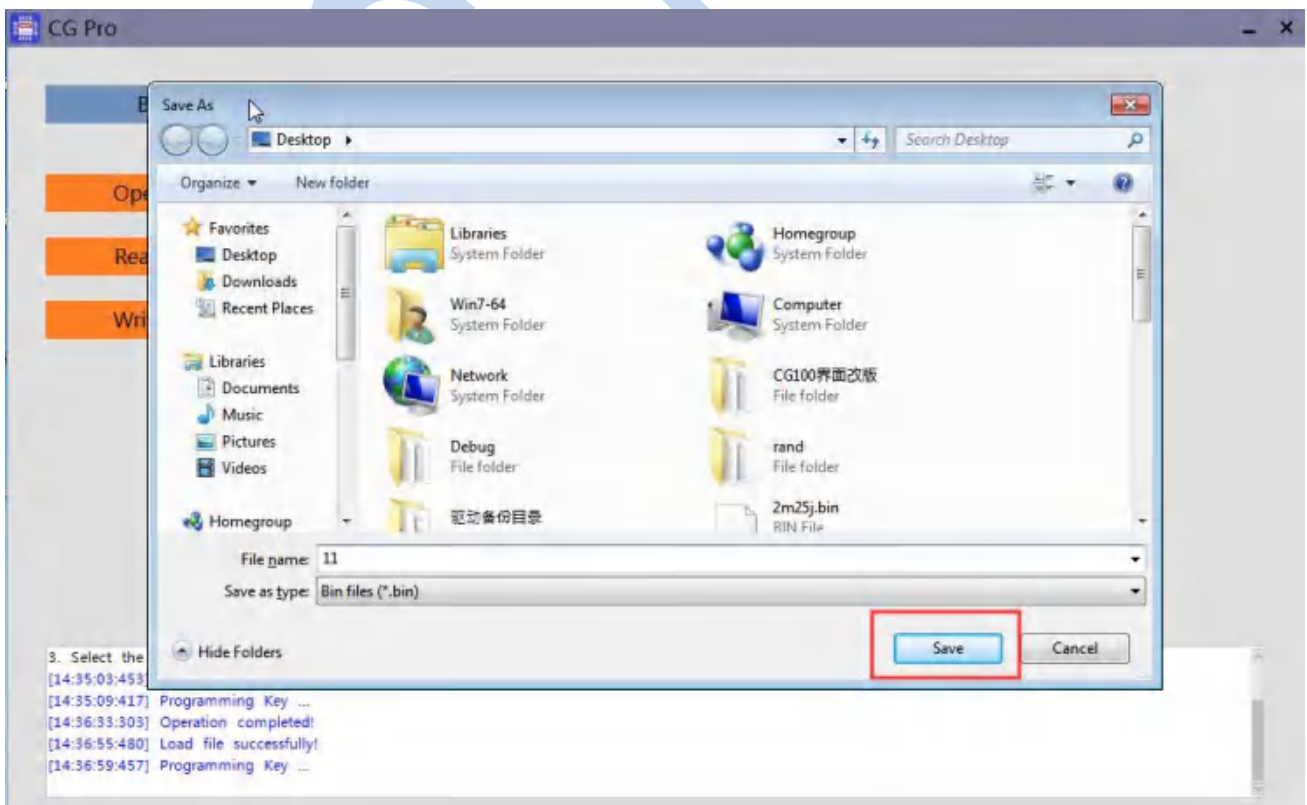 CG Pro
Save As
Desktop
Search Desktop
Organize
New folder
Favorites
Desktop
Downloads
Recent Places
Libraries
Documents
Music
Pictures
Videos
Homegroup
Libraries
System Folder
Homegroup
System Folder
Win7-64
System Folder
Computer
System Folder
Network
System Folder
CG100界面改版
File folder
Debug
File folder
rand
File folder
驱动备份目录
2m25j.bin
BIN File
File name: 11
Save as type: Bin files (*.bin)
Hide Folders
Save
Cancel
B
Ope
Rea
Wri
3. Select the
[14:35:03:453]
[14:35:09:417] Programming Key ...
[14:36:33:303] Operation completed!
[14:36:55:480] Load file successfully!
[14:36:59:457] Programming Key ...